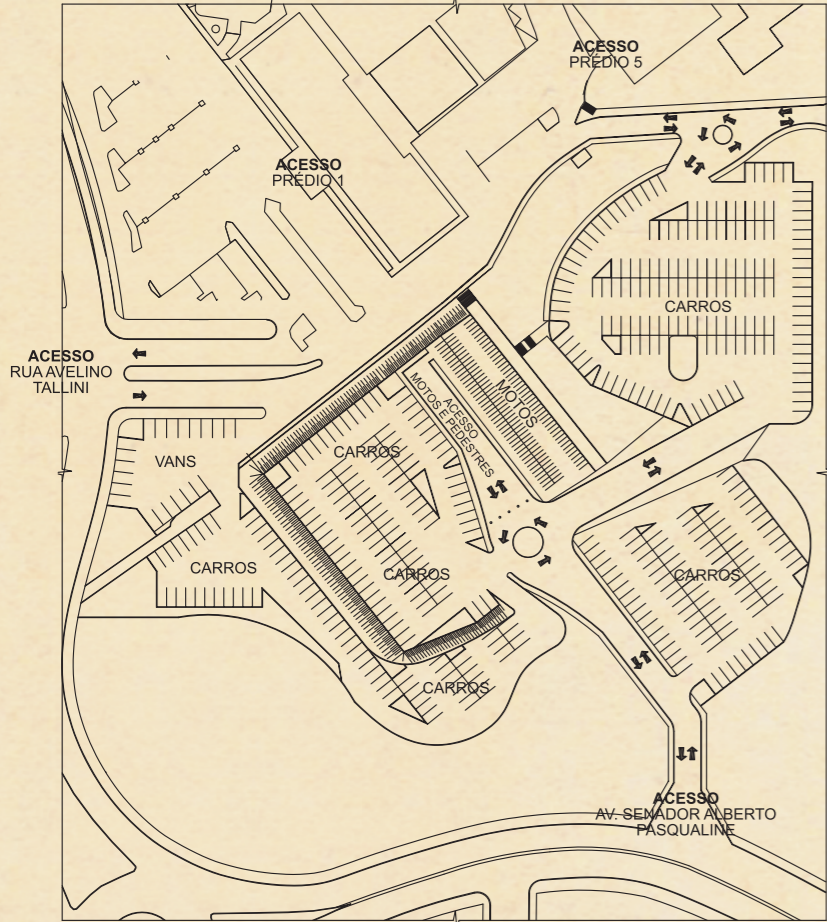 ACESSO
PRÉDIO 5
ACESSO
PRÉDIO 1
CARROS
ACESSO
RUA AVELINO
TALLINI
MOTOS
ACESSO
MOTOS E PEDESTRES
CARROS
VANS
CARROS
CARROS
CARROS
CARROS
ACESSO
AV. SENADOR ALBERTO
PASQUALINE